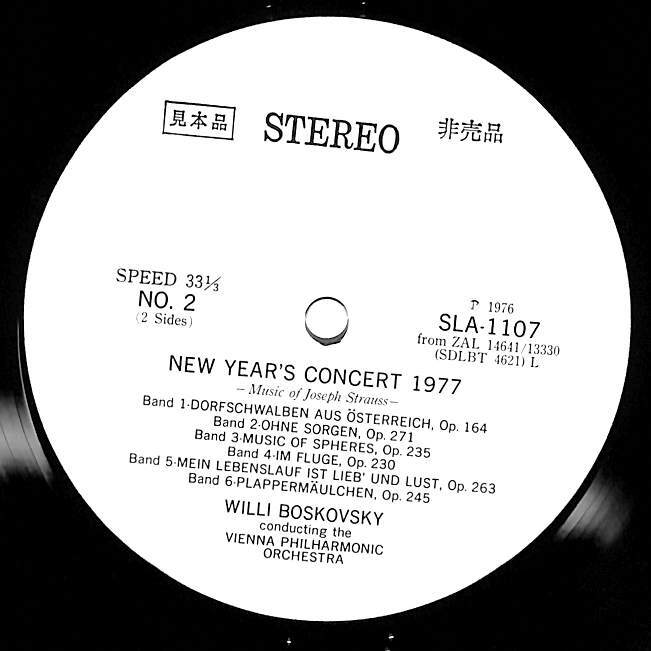 見本品 STEREO 非売品
SPEED 33⅓
NO. 2
(2 Sides)
Ⓟ 1976
SLA-1107
from ZAL 14641/13330
(SDLBT 4621) L
NEW YEAR'S CONCERT 1977
－Music of Joseph Strauss－
Band 1·DORFSCHWALBEN AUS ÖSTERREICH, Op. 164
Band 2·OHNE SORGEN, Op. 271
Band 3·MUSIC OF SPHERES, Op. 235
Band 4·IM FLUGE, Op. 230
Band 5·MEIN LEBENSLAUF IST LIEB' UND LUST, Op. 263
Band 6·PLAPPERMÄULCHEN, Op. 245
WILLI BOSKOVSKY
conducting the
VIENNA PHILHARMONIC
ORCHESTRA